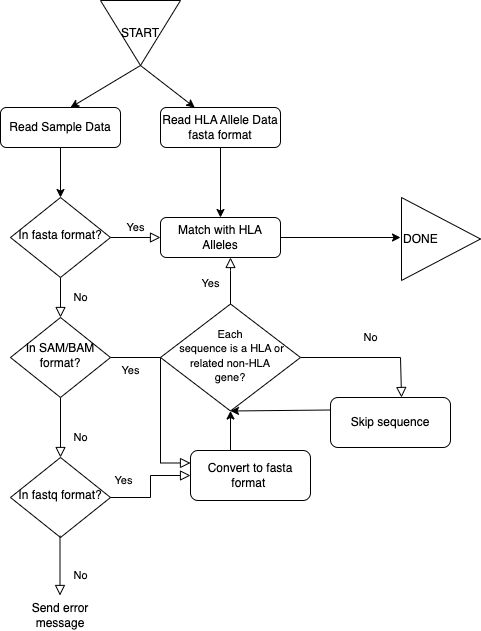 START
Read Sample Data
Read HLA Allele Data
fasta format
In fasta format?
Yes
Match with HLA
Alleles
DONE
No
Yes
In SAM/BAM
format?
Yes
Each
sequence is a HLA or
related non-HLA
gene?
No
Skip sequence
No
In fastq format?
Yes
Convert to fasta
format
No
Send error
message